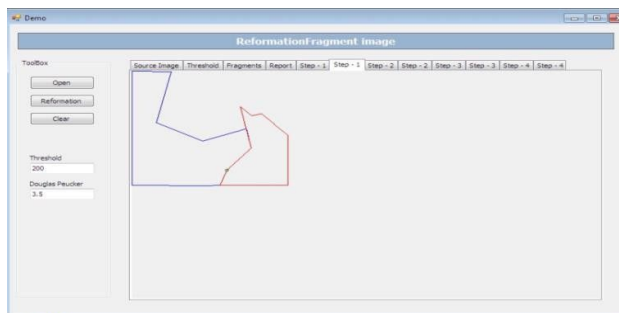 Demo
ReformationFragment Image
ToolBox
Open
Reformation
Clear
Threshold
200
Douglas Peucker
3.5
Source Image Threshold Fragments Report Step - 1 Step - 1 Step - 2 Step - 2 Step - 3 Step - 3 Step - 4 Step - 4